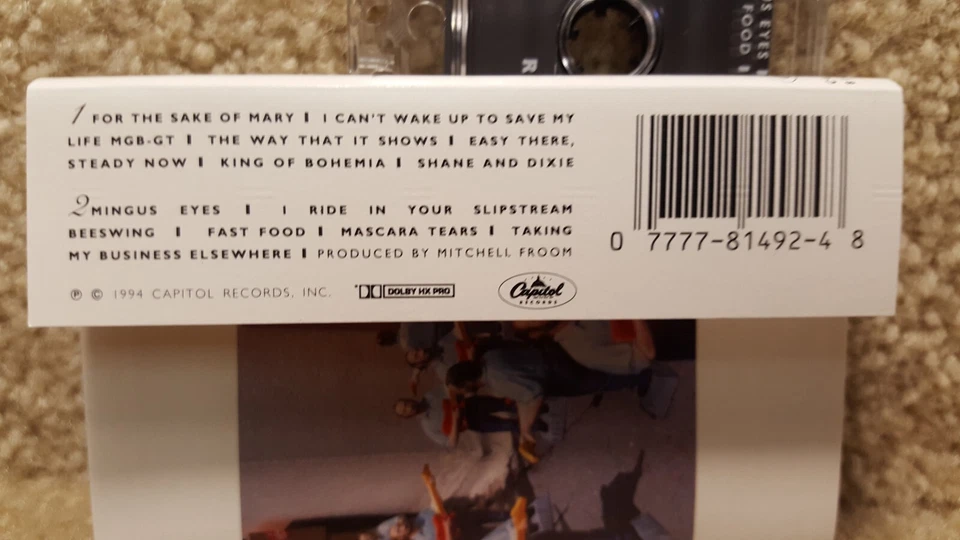 S EYES
FOOD
R
1 FOR THE SAKE OF MARY I I CAN'T WAKE UP TO SAVE MY
LIFE MGB-GT I THE WAY THAT IT SHOWS I EASY THERE,
STEADY NOW I KING OF BOHEMIA I SHANE AND DIXIE
2 MINGUS EYES I I RIDE IN YOUR SLIPSTREAM
BEESWING I FAST FOOD I MASCARA TEARS I TAKING
MY BUSINESS ELSEWHERE I PRODUCED BY MITCHELL FROOM
℗ © 1994 CAPITOL RECORDS, INC.
DOLBY HX PRO
Capitol
RECORDS
0 7777-81492-4 8